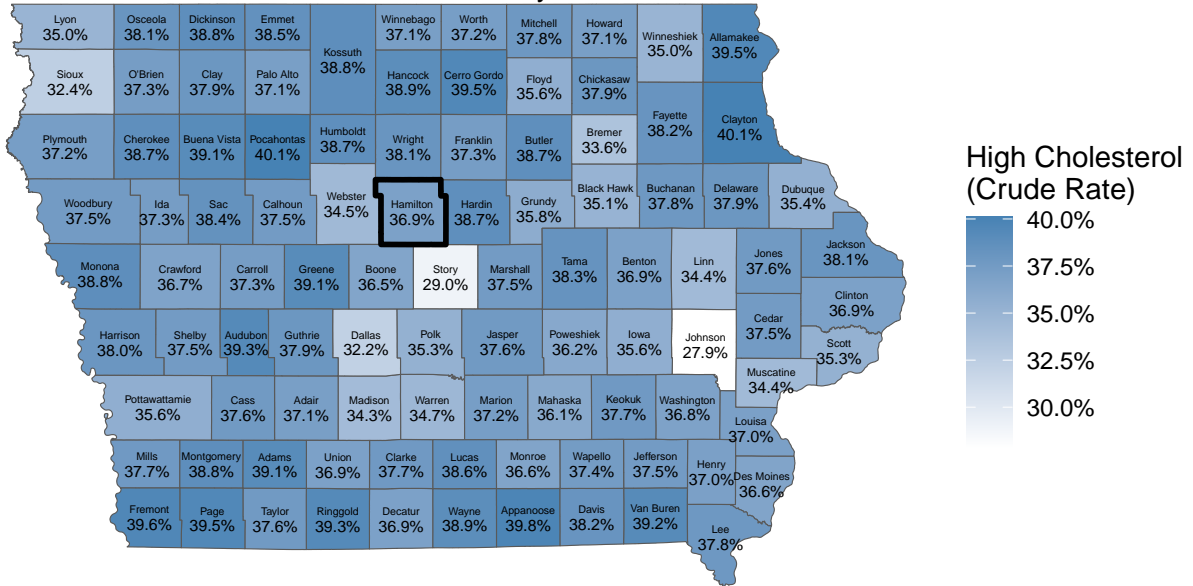 Lyon
35.0%
Osceola
38.1%
Dickinson
38.8%
Emmet
38.5%
Kossuth
38.8%
Winnebago
37.1%
Worth
37.2%
Mitchell
37.8%
Howard
37.1%
Winneshiek
35.0%
Allamakee
39.5%
Sioux
32.4%
O'Brien
37.3%
Clay
37.9%
Palo Alto
37.1%
Hancock
38.9%
Cerro Gordo
39.5%
Floyd
35.6%
Chickasaw
37.9%
Fayette
38.2%
Clayton
40.1%
Plymouth
37.2%
Cherokee
38.7%
Buena Vista
39.1%
Pocahontas
40.1%
Humboldt
38.7%
Wright
38.1%
Franklin
37.3%
Butler
38.7%
Bremer
33.6%
Woodbury
37.5%
Ida
37.3%
Sac
38.4%
Calhoun
37.5%
Webster
34.5%
Hamilton
36.9%
Hardin
38.7%
Grundy
35.8%
Black Hawk
35.1%
Buchanan
37.8%
Delaware
37.9%
Dubuque
35.4%
Monona
38.8%
Crawford
36.7%
Carroll
37.3%
Greene
39.1%
Boone
36.5%
Story
29.0%
Marshall
37.5%
Tama
38.3%
Benton
36.9%
Linn
34.4%
Jones
37.6%
Jackson
38.1%
Clinton
36.9%
Harrison
38.0%
Shelby
37.5%
Audubon
39.3%
Guthrie
37.9%
Dallas
32.2%
Polk
35.3%
Jasper
37.6%
Poweshiek
36.2%
Iowa
35.6%
Johnson
27.9%
Cedar
37.5%
Scott
35.3%
Muscatine
34.4%
Pottawattamie
35.6%
Cass
37.6%
Adair
37.1%
Madison
34.3%
Warren
34.7%
Marion
37.2%
Mahaska
36.1%
Keokuk
37.7%
Washington
36.8%
Louisa
37.0%
Mills
37.7%
Montgomery
38.8%
Adams
39.1%
Union
36.9%
Clarke
37.7%
Lucas
38.6%
Monroe
36.6%
Wapello
37.4%
Jefferson
37.5%
Henry
37.0%
Des Moines
36.6%
Fremont
39.6%
Page
39.5%
Taylor
37.6%
Ringgold
39.3%
Decatur
36.9%
Wayne
38.9%
Appanoose
39.8%
Davis
38.2%
Van Buren
39.2%
Lee
37.8%
High Cholesterol
(Crude Rate)
40.0%
37.5%
35.0%
32.5%
30.0%